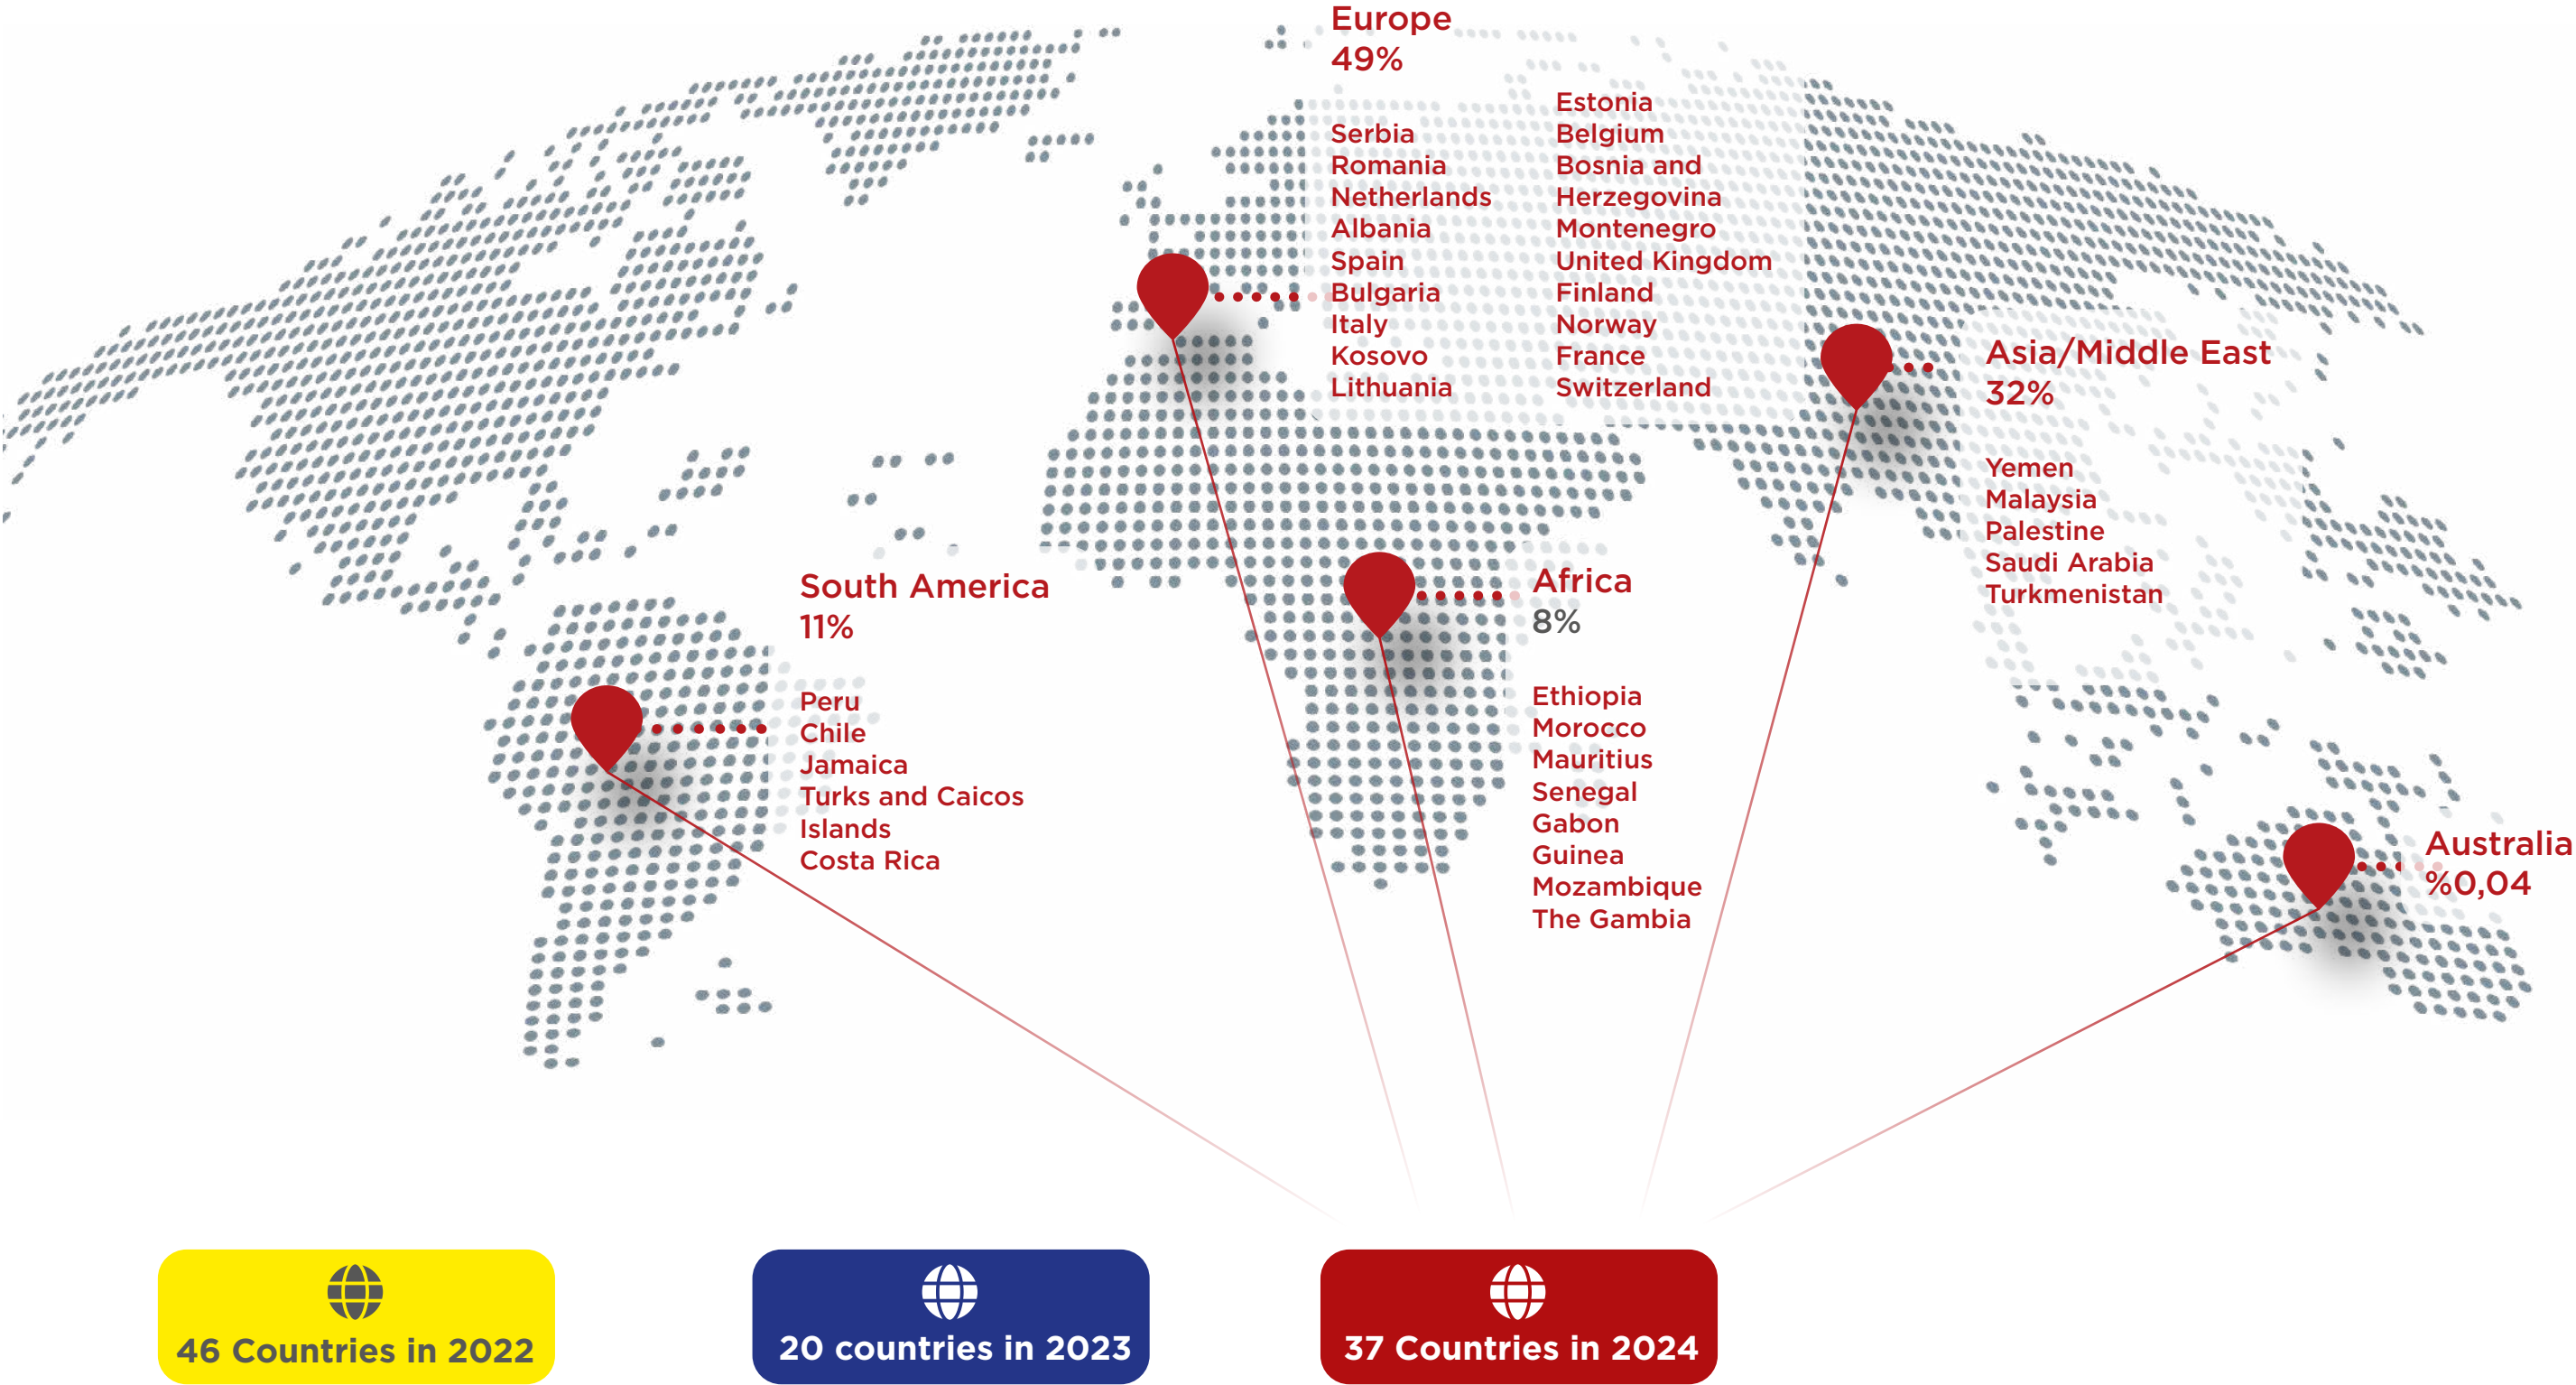 Europe
49%
Serbia
Romania
Netherlands
Albania
Spain
Bulgaria
Italy
Kosovo
Lithuania
Estonia
Belgium
Bosnia and
Herzegovina
Montenegro
United Kingdom
Finland
Norway
France
Switzerland
Asia/Middle East
32%
Yemen
Malaysia
Palestine
Saudi Arabia
Turkmenistan
South America
11%
Peru
Chile
Jamaica
Turks and Caicos
Islands
Costa Rica
Africa
8%
Ethiopia
Morocco
Mauritius
Senegal
Gabon
Guinea
Mozambique
The Gambia
Australia
%0,04
46 Countries in 2022
20 countries in 2023
37 Countries in 2024